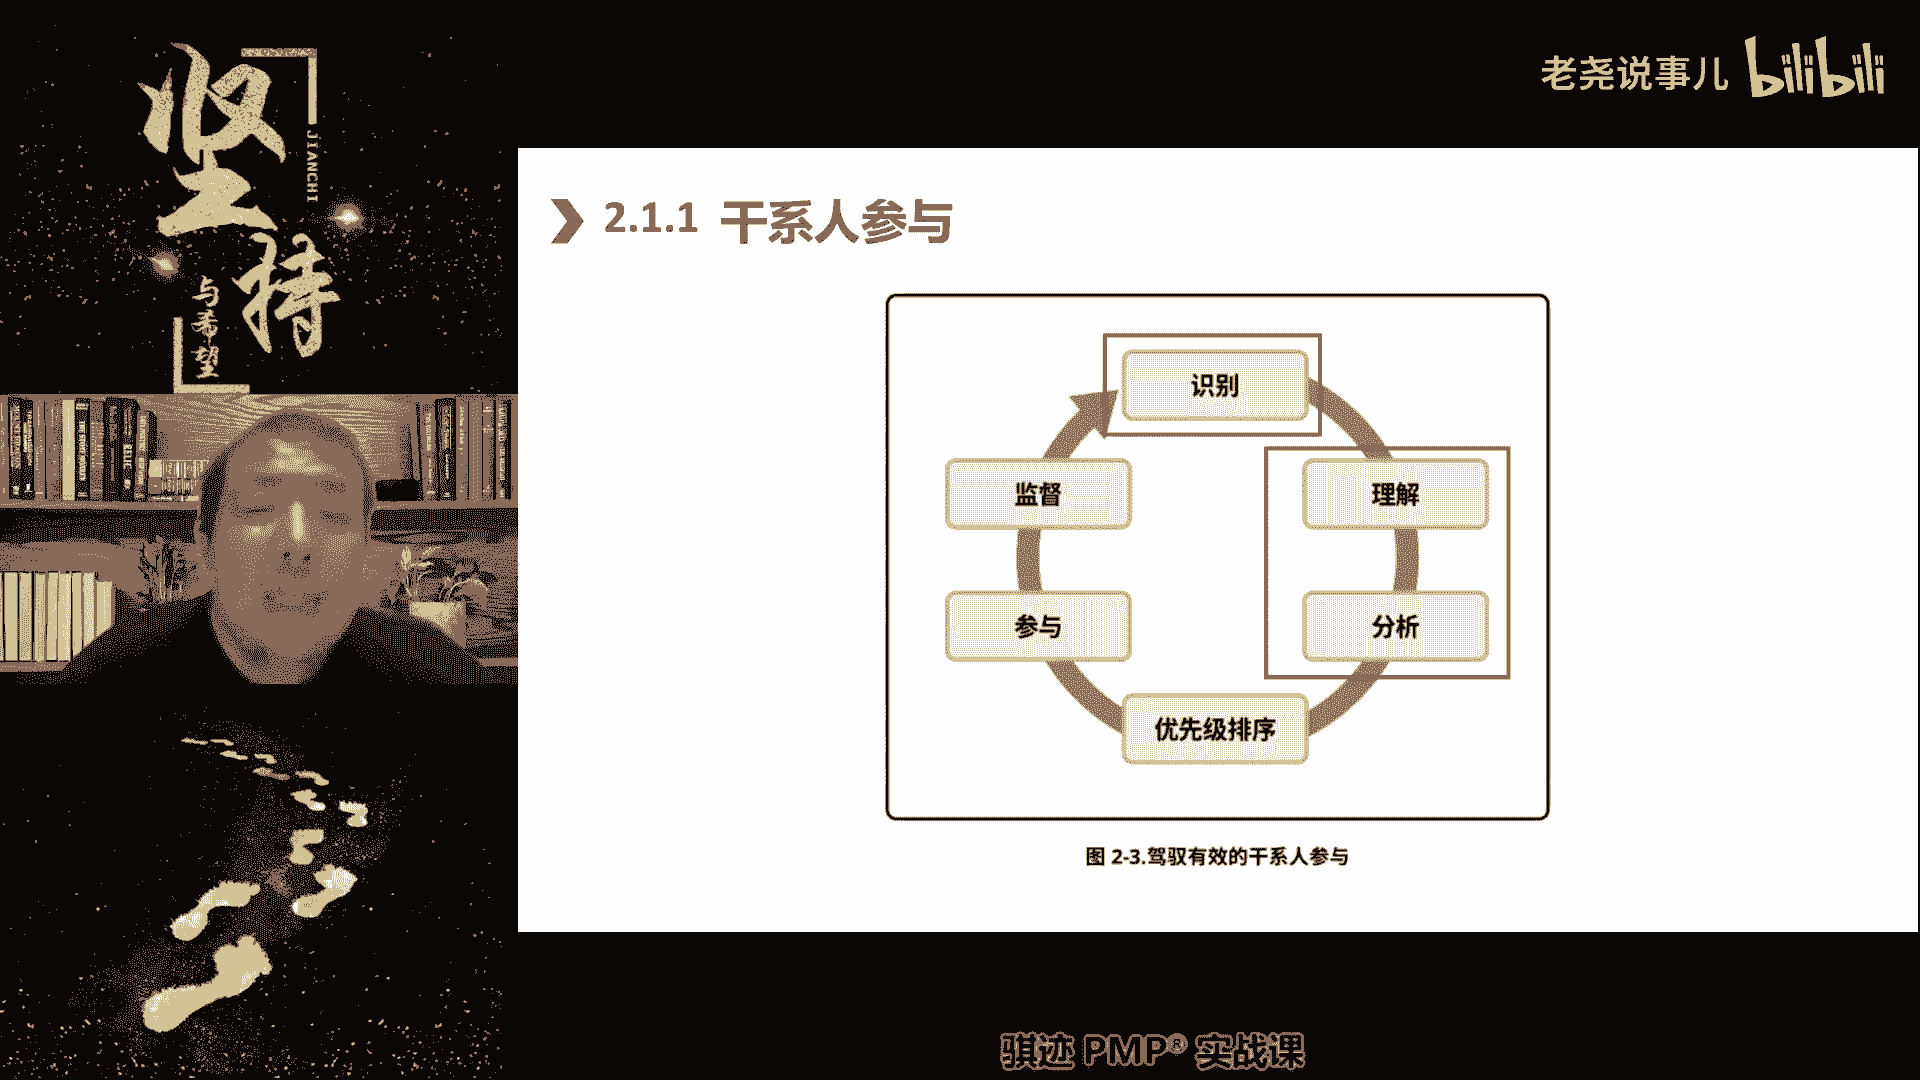 坚持
JIANCHI
与希望
老尧说事儿 bilibili
2.1.1 干系人参与
识别
理解
分析
优先级排序
参与
监督
图 2-3.驾驭有效的干系人参与
骐迹 PMP® 实战课